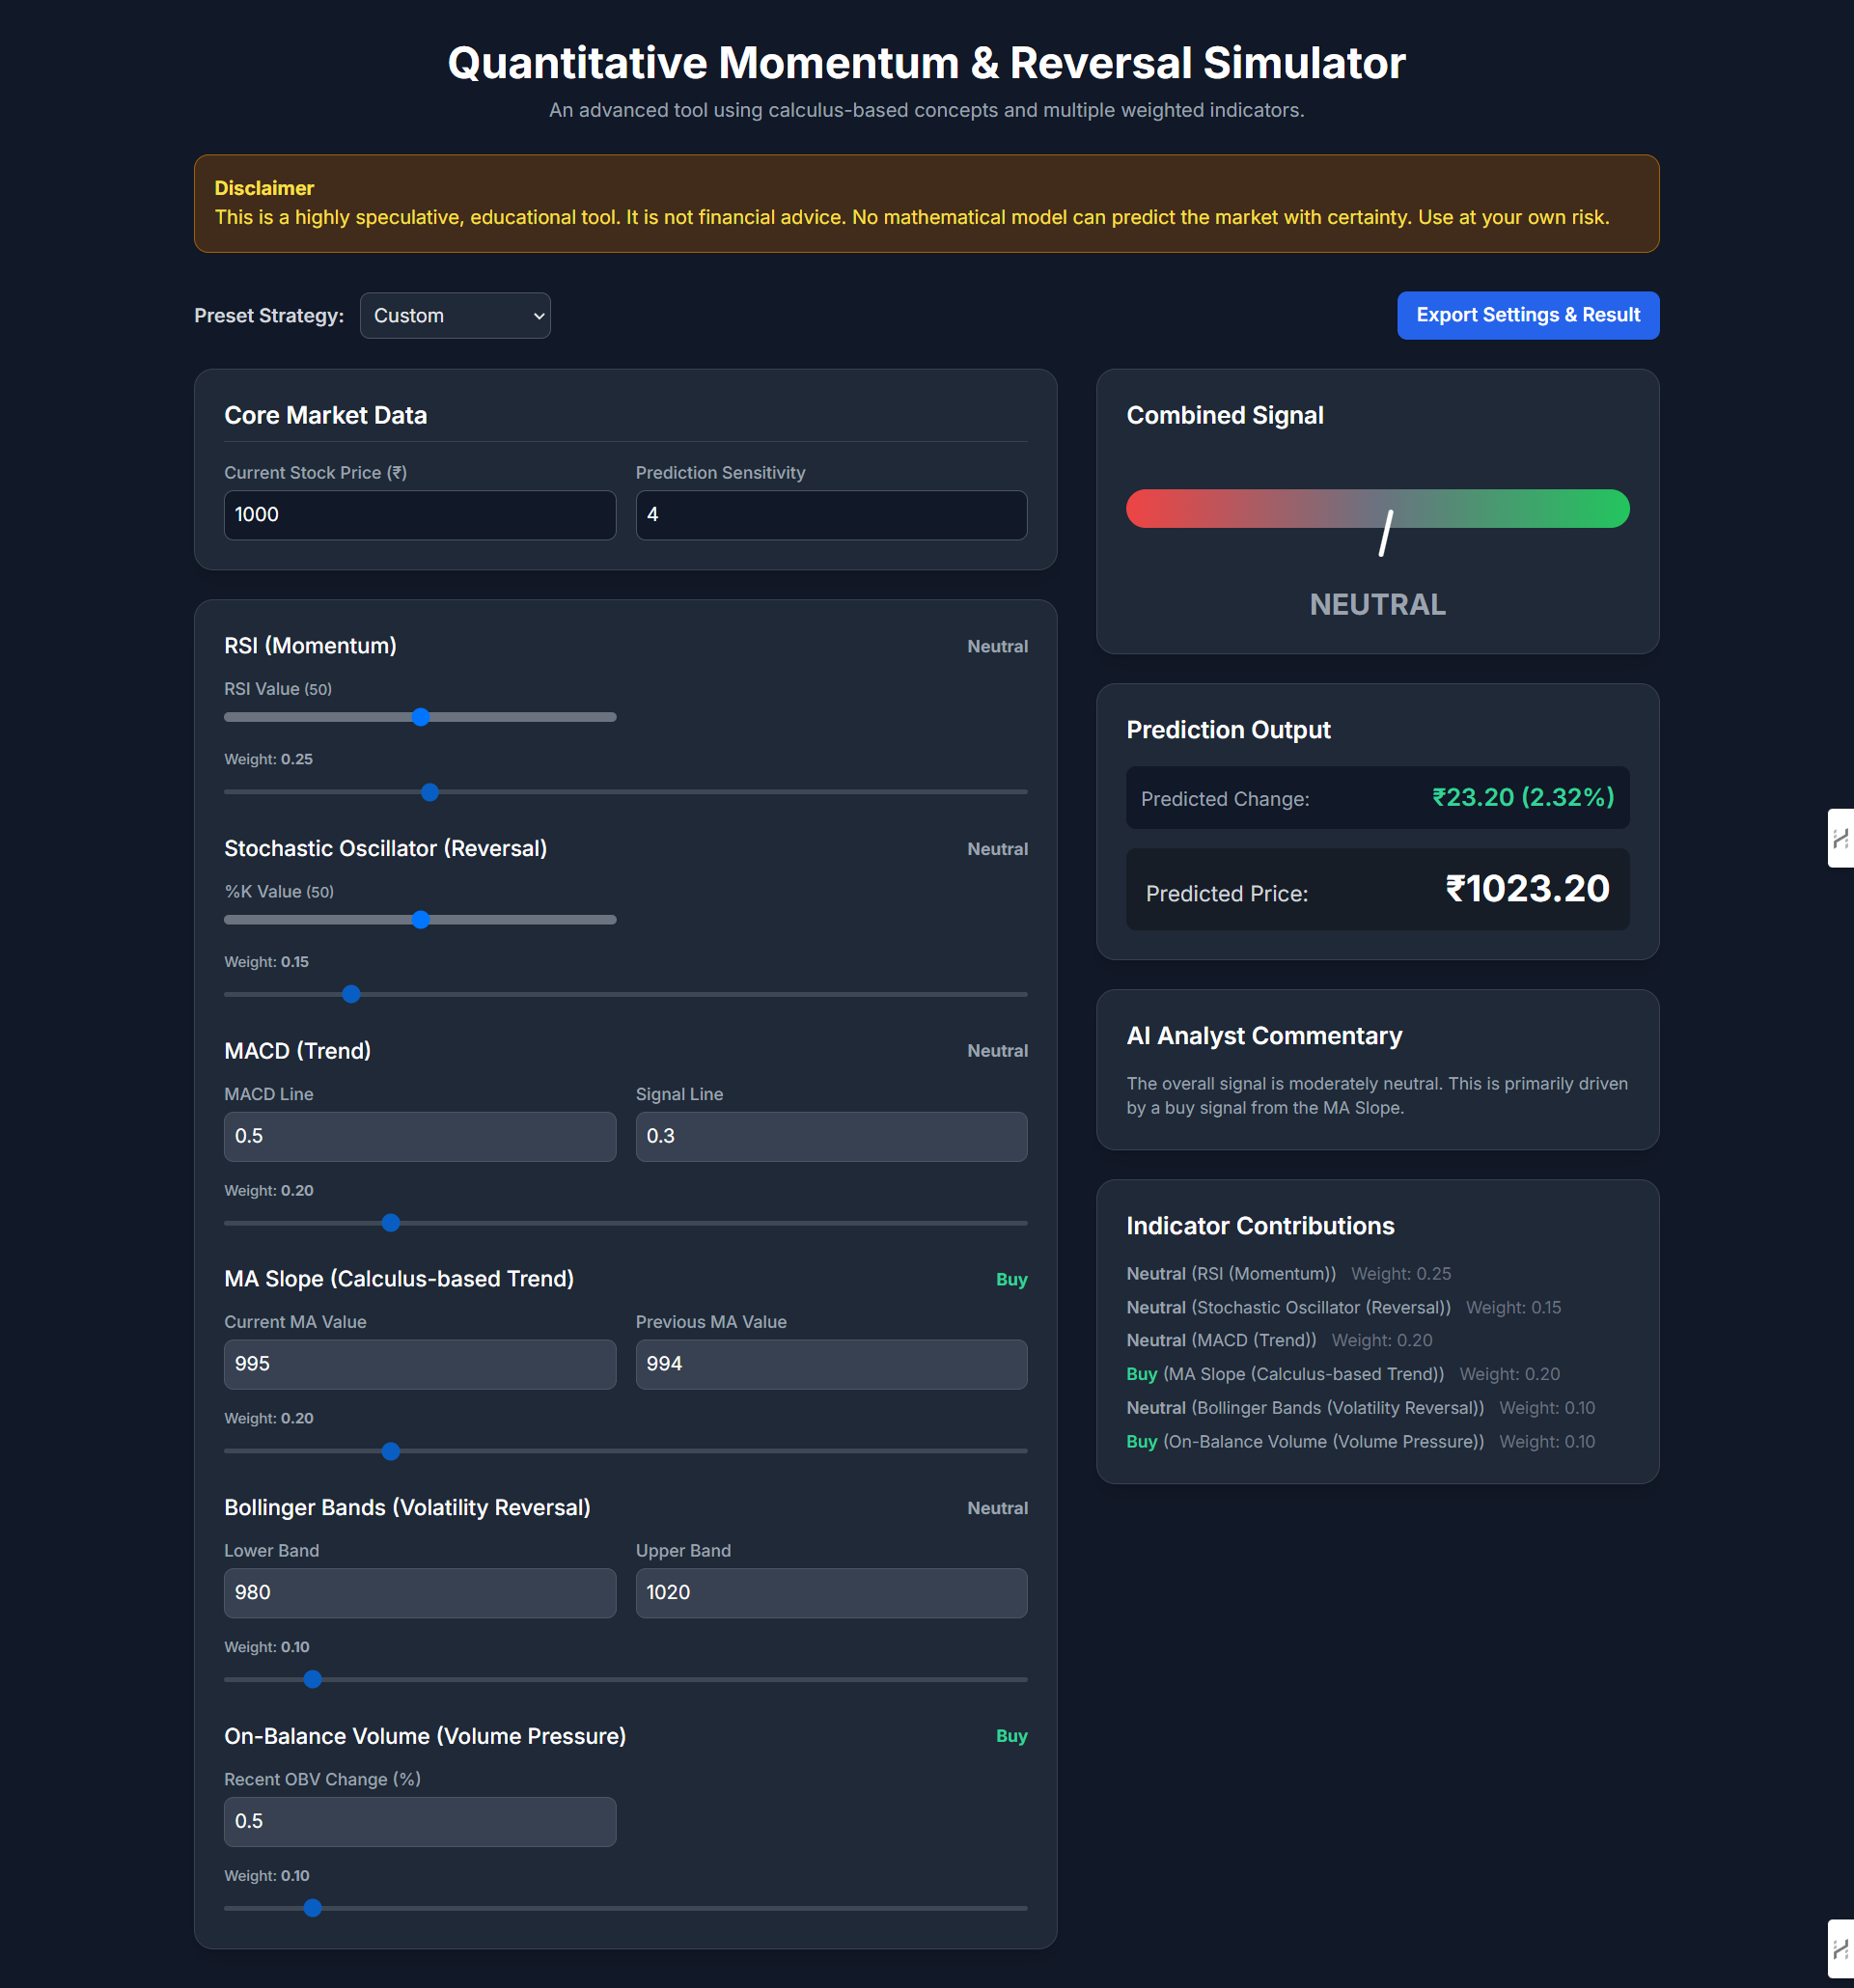 Quantitative Momentum & Reversal Simulator
An advanced tool using calculus-based concepts and multiple weighted indicators.
Disclaimer
This is a highly speculative, educational tool. It is not financial advice. No mathematical model can predict the market with certainty. Use at your own risk.
Preset Strategy: Custom
Export Settings & Result
Core Market Data
Current Stock Price (₹) Prediction Sensitivity
1000 4
RSI (Momentum) Neutral
RSI Value (50)
Weight: 0.25
Stochastic Oscillator (Reversal) Neutral
%K Value (50)
Weight: 0.15
MACD (Trend) Neutral
MACD Line Signal Line
0.5 0.3
Weight: 0.20
MA Slope (Calculus-based Trend) Buy
Current MA Value Previous MA Value
995 994
Weight: 0.20
Bollinger Bands (Volatility Reversal) Neutral
Lower Band Upper Band
980 1020
Weight: 0.10
On-Balance Volume (Volume Pressure) Buy
Recent OBV Change (%)
0.5
Weight: 0.10
Combined Signal
NEUTRAL
Prediction Output
Predicted Change: ₹23.20 (2.32%)
Predicted Price: ₹1023.20
AI Analyst Commentary
The overall signal is moderately neutral. This is primarily driven
by a buy signal from the MA Slope.
Indicator Contributions
Neutral (RSI (Momentum)) Weight: 0.25
Neutral (Stochastic Oscillator (Reversal)) Weight: 0.15
Neutral (MACD (Trend)) Weight: 0.20
Buy (MA Slope (Calculus-based Trend)) Weight: 0.20
Neutral (Bollinger Bands (Volatility Reversal)) Weight: 0.10
Buy (On-Balance Volume (Volume Pressure)) Weight: 0.10